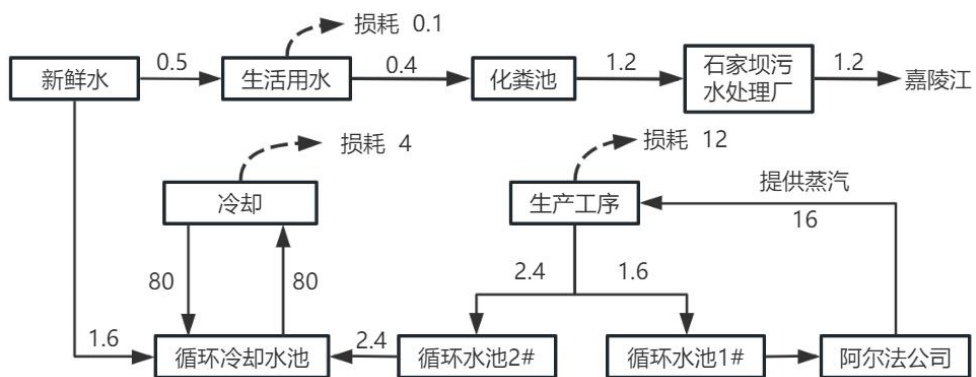 损耗 0.1
新鲜水
0.5
生活用水
0.4
化粪池
1.2
石家坝污
水处理厂
1.2
嘉陵江
损耗 4
损耗 12
冷却
生产工序
提供蒸汽
16
80
80
2.4
1.6
1.6
循环冷却水池
2.4
循环水池2#
循环水池1#
阿尔法公司